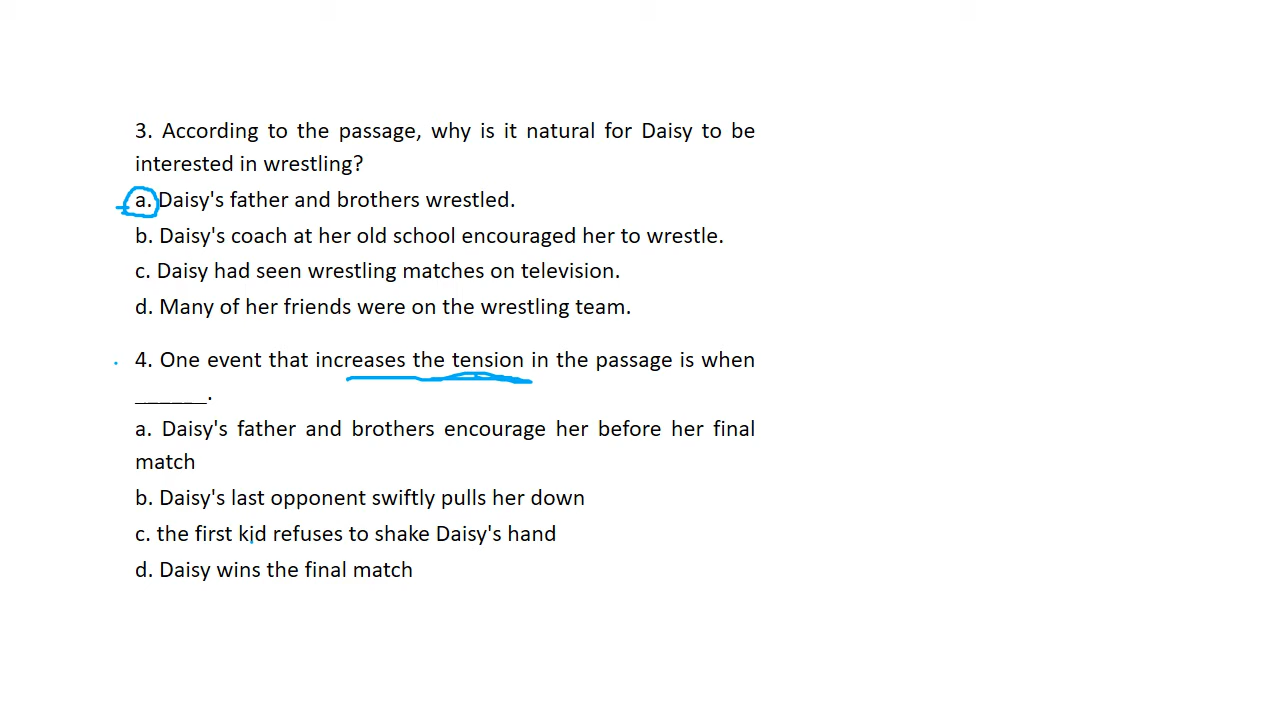 3. According to the passage, why is it natural for Daisy to be
interested in wrestling?
a. Daisy's father and brothers wrestled.
b. Daisy's coach at her old school encouraged her to wrestle.
c. Daisy had seen wrestling matches on television.
d. Many of her friends were on the wrestling team.
4. One event that increases the tension in the passage is when
______.
a. Daisy's father and brothers encourage her before her final
match
b. Daisy's last opponent swiftly pulls her down
c. the first kid refuses to shake Daisy's hand
d. Daisy wins the final match